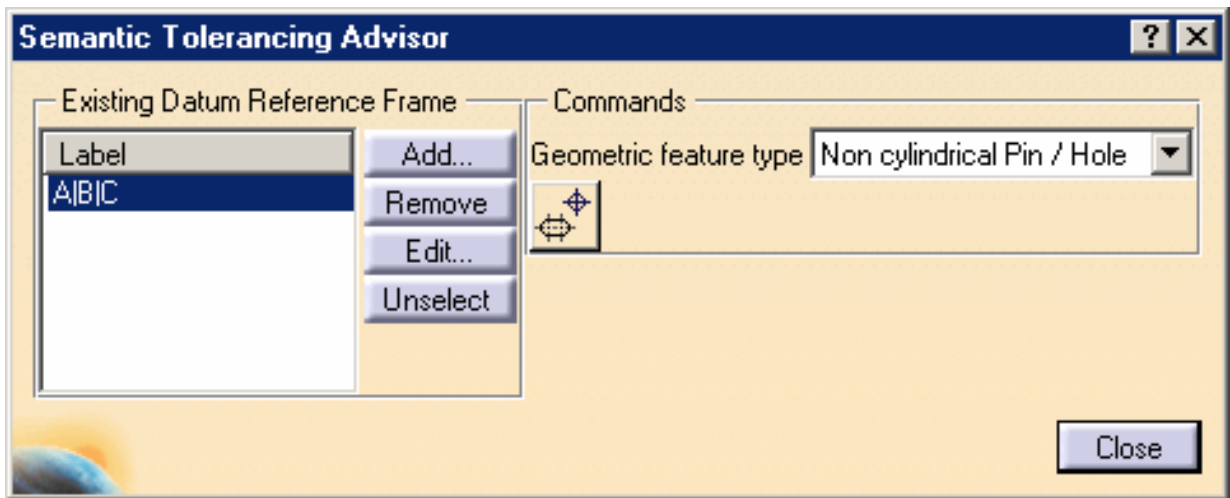 Semantic Tolerancing Advisor
Existing Datum Reference Frame
Commands
Label
A|B|C
Add...
Remove
Edit...
Unselect
Geometric feature type Non cylindrical Pin / Hole
Close